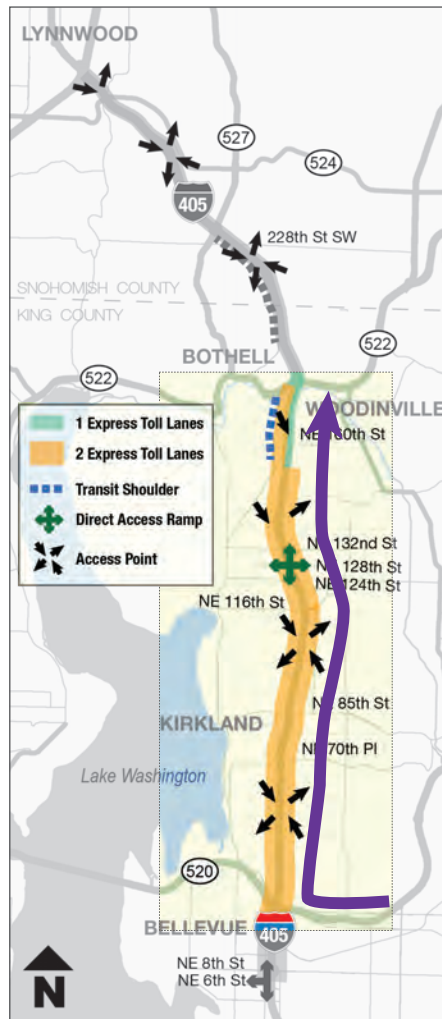 LYNNWOOD
527
524
405
228th St SW
SNOHOMISH COUNTY
KING COUNTY
BOTHELL
522
522
WOODINVILLE
1 Express Toll Lanes
2 Express Toll Lanes
Transit Shoulder
Direct Access Ramp
Access Point
NE 160th St
NE 132nd St
NE 128th St
NE 124th St
NE 116th St
NE 85th St
KIRKLAND
NE 70th Pl
Lake Washington
520
BELLEVUE
405
NE 8th St
NE 6th St
N